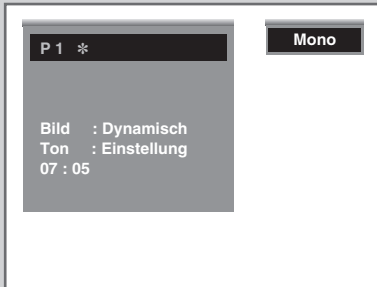 P 1 ✻
Mono
Bild : Dynamisch
Ton : Einstellung
07 : 05